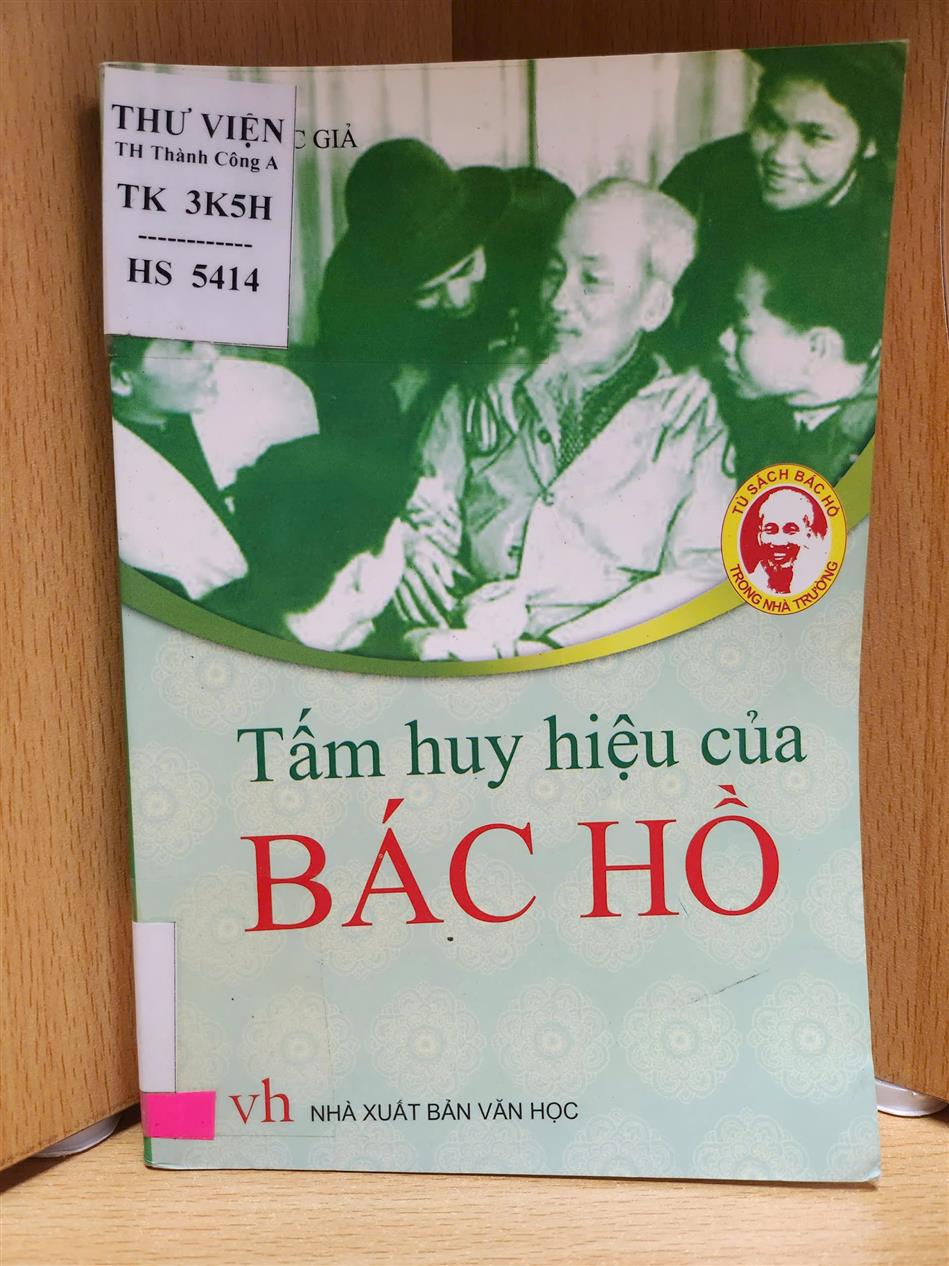 THƯ VIỆN
TH Thành Công A
TK 3K5H
------------
HS 5414
GIẢ
TỦ SÁCH BÁC HỒ
TRONG NHÀ TRƯỜNG
Tấm huy hiệu của
BÁC HỒ
vh NHÀ XUẤT BẢN VĂN HỌC